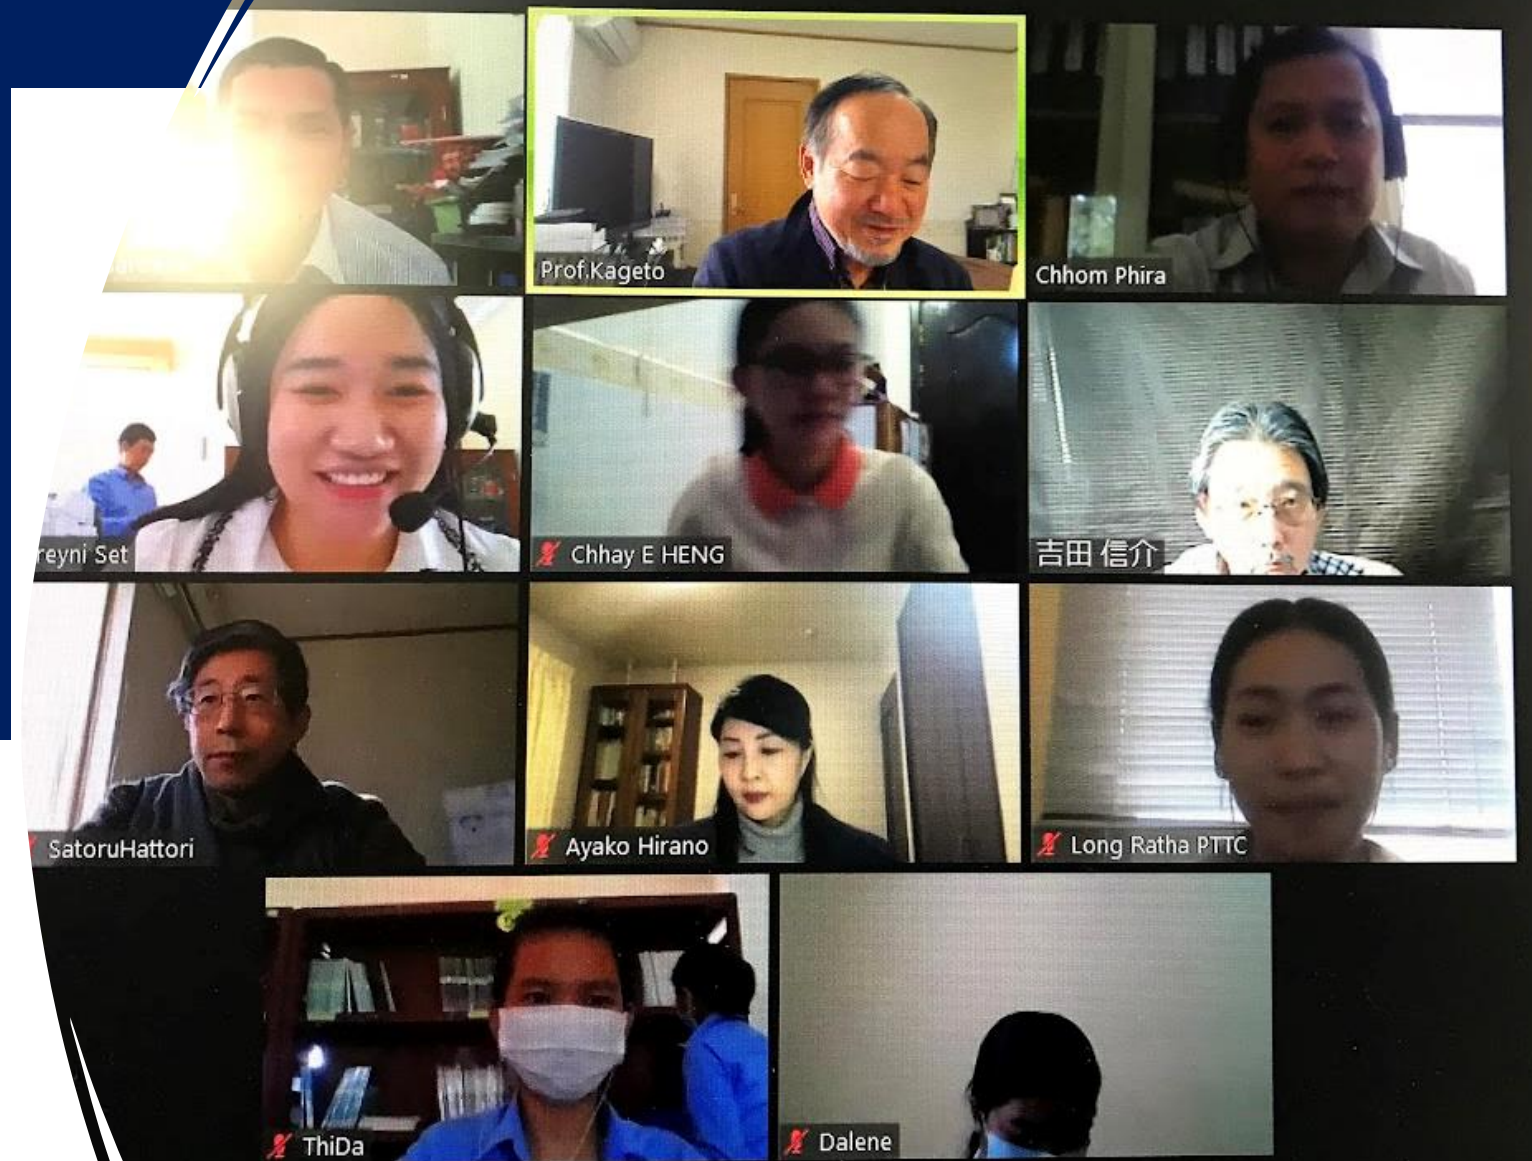 Prof.Kageto
Chhom Phira
reyni Set
Chhay E HENG
吉田 信介
SatoruHattori
Ayako Hirano
Long Ratha PTTC
ThiDa
Dalene